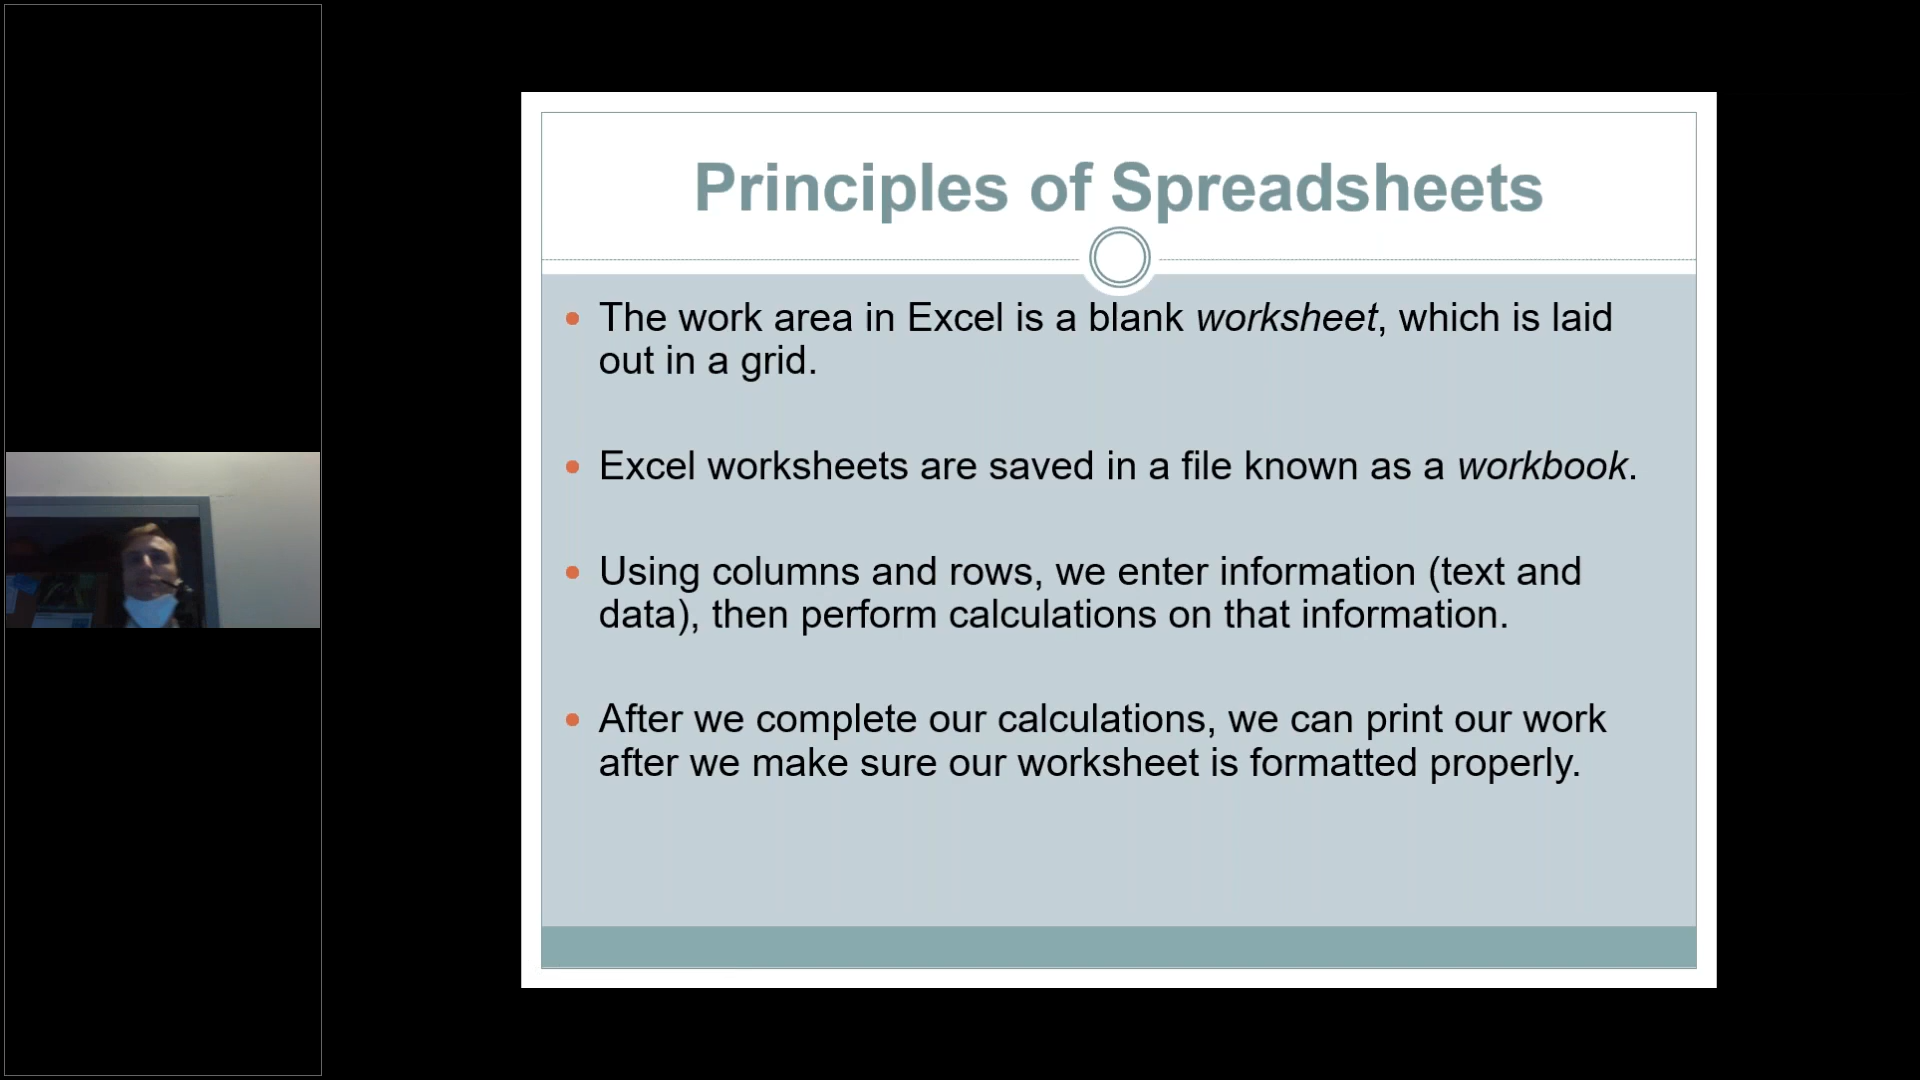 Principles of Spreadsheets
• The work area in Excel is a blank worksheet, which is laid
out in a grid.
• Excel worksheets are saved in a file known as a workbook.
• Using columns and rows, we enter information (text and
data), then perform calculations on that information.
• After we complete our calculations, we can print our work
after we make sure our worksheet is formatted properly.